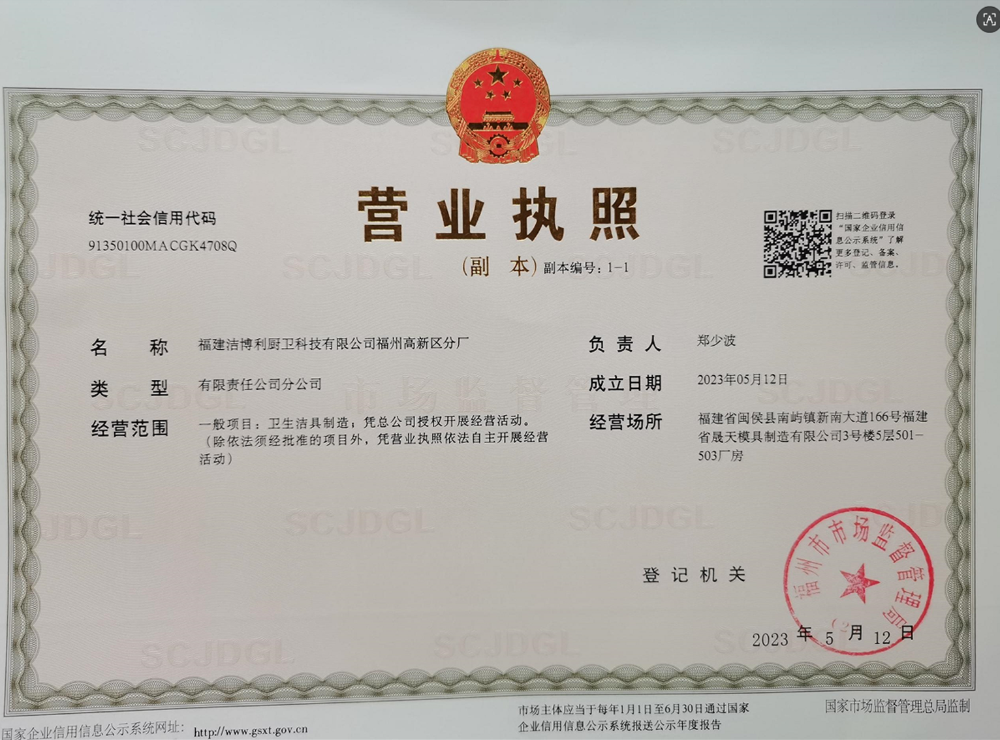 营业执照
（副 本）副本编号：1-1
统一社会信用代码
91350100MACGK4708Q
扫描二维码登录
“国家企业信用信
息公示系统”了解
更多登记、备案、
许可、监管信息。
名 称 福建洁博利厨卫科技有限公司福州高新区分厂
类 型 有限责任公司分公司
经营范围 一般项目：卫生洁具制造；凭总公司授权开展经营活动。
（除依法须经批准的项目外，凭营业执照依法自主开展经营
活动）
负 责 人 郑少波
成立日期 2023年05月12日
经营场所 福建省闽侯县南屿镇新南大道166号福建
省晟天模具制造有限公司3号楼5层501-
503厂房
登 记 机 关
福州市市场监督管理局
(2)
2023 年 5 月 12 日
国家企业信用信息公示系统网址： http://www.gsxt.gov.cn
市场主体应当于每年1月1日至6月30日通过国家
企业信用信息公示系统报送公示年度报告
国家市场监督管理总局监制
SCJDGL
市场监督管理